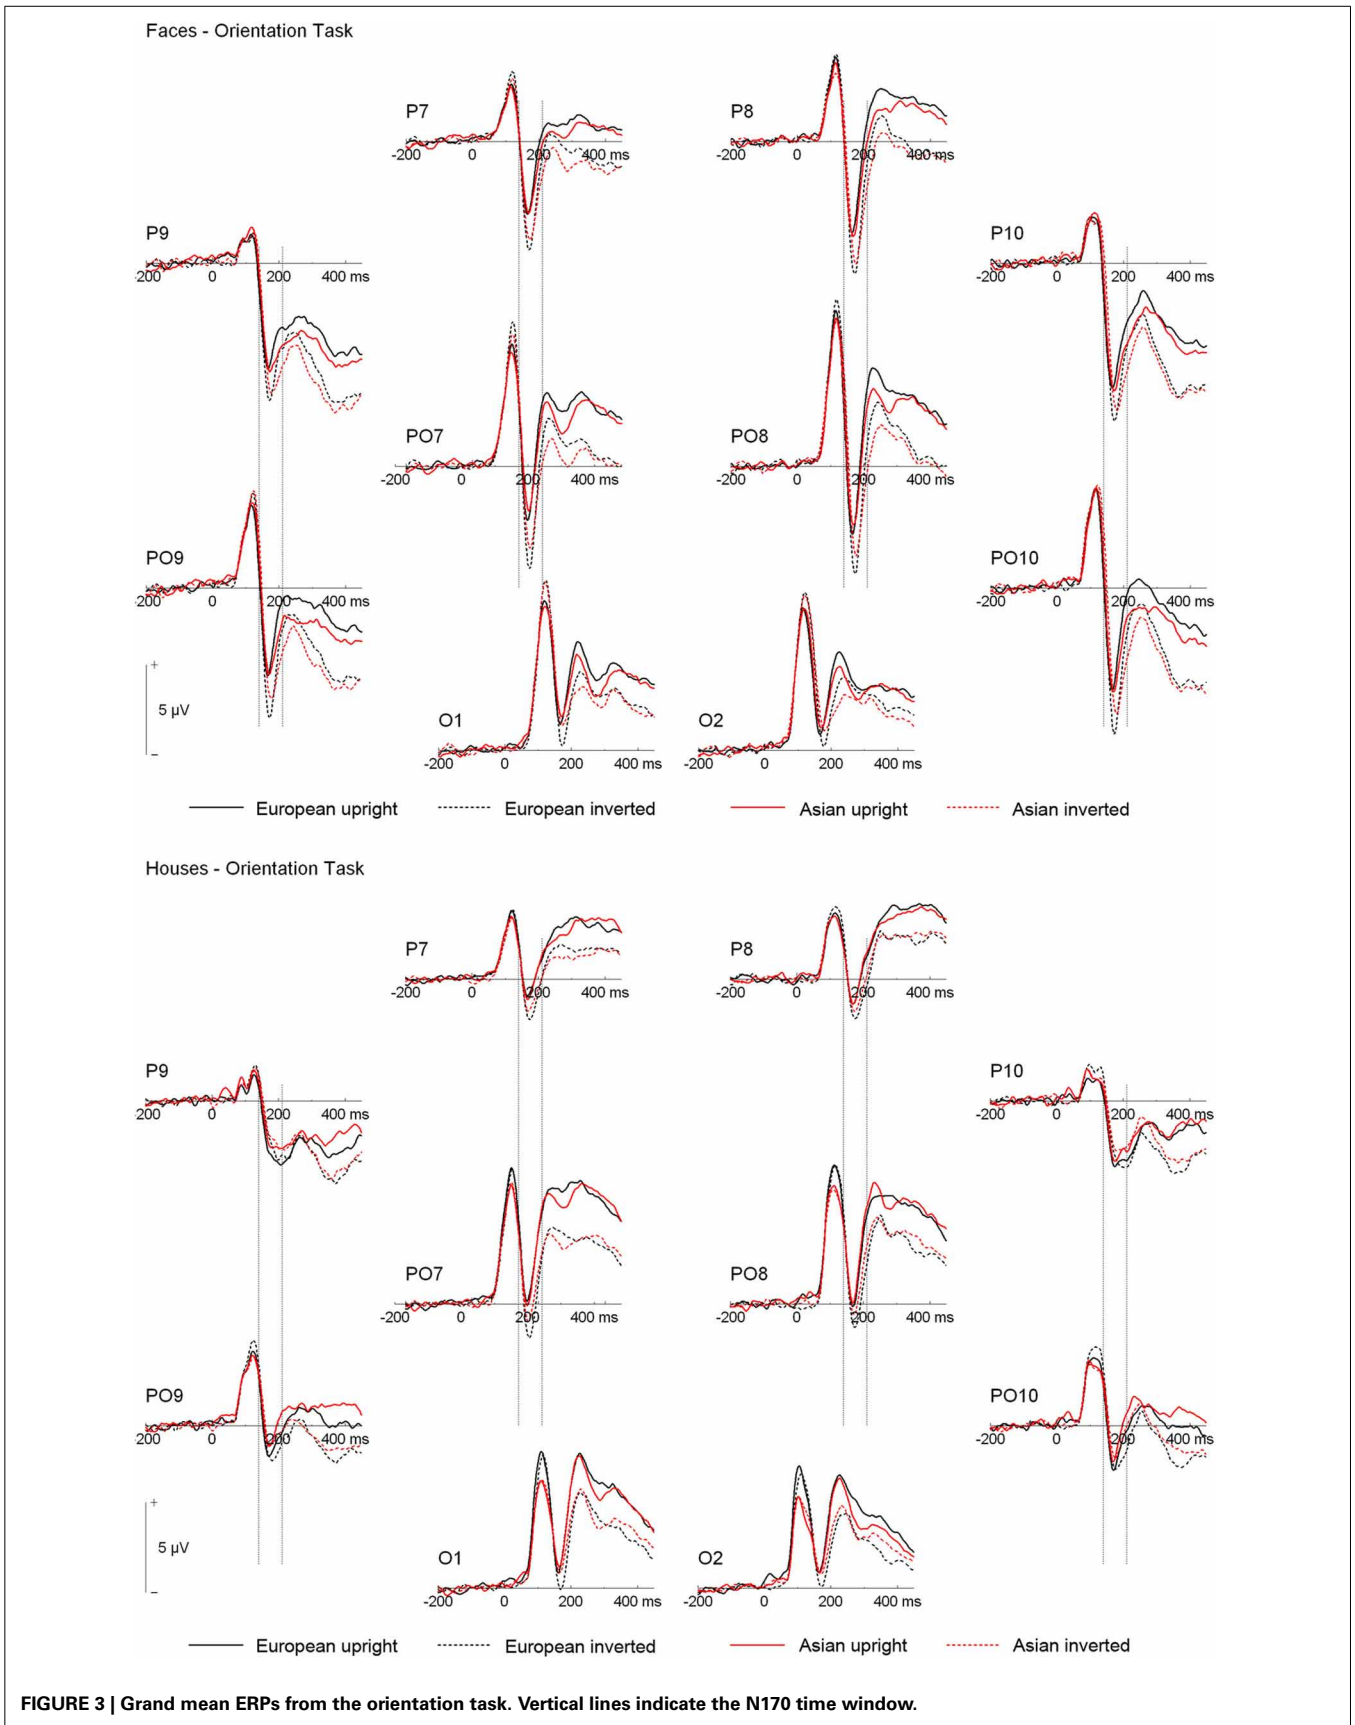 Faces - Orientation Task
P7
-200 0 200 400 ms
P8
-200 0 200 400 ms
P9
-200 0 200 400 ms
P10
-200 0 200 400 ms
PO7
-200 0 200 400 ms
PO8
-200 0 200 400 ms
PO9
-200 0 200 400 ms
PO10
-200 0 200 400 ms
+
5 µV
–
O1
-200 0 200 400 ms
O2
-200 0 200 400 ms
European upright European inverted Asian upright Asian inverted
Houses - Orientation Task
P7
-200 0 200 400 ms
P8
-200 0 200 400 ms
P9
-200 0 200 400 ms
P10
-200 0 200 400 ms
PO7
-200 0 200 400 ms
PO8
-200 0 200 400 ms
PO9
-200 0 200 400 ms
PO10
-200 0 200 400 ms
+
5 µV
–
O1
-200 0 200 400 ms
O2
-200 0 200 400 ms
European upright European inverted Asian upright Asian inverted
FIGURE 3 | Grand mean ERPs from the orientation task. Vertical lines indicate the N170 time window.